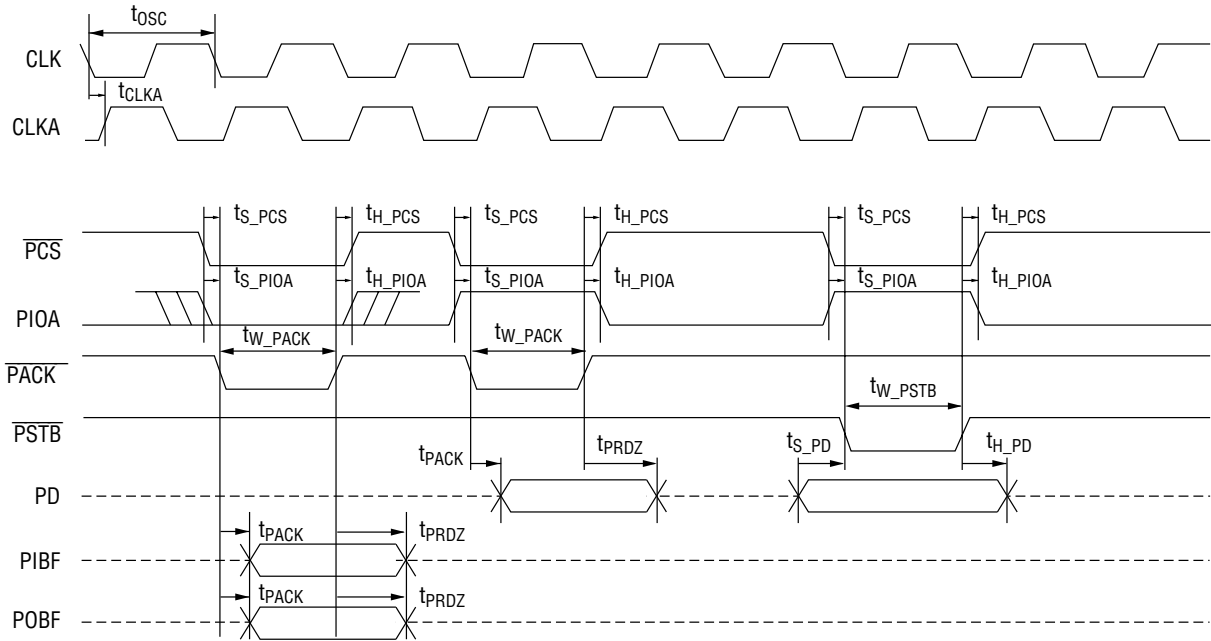 tOSC
CLK
tCLKA
CLKA
tS_PCS tH_PCS tS_PCS tH_PCS tS_PCS tH_PCS
PCS
tS_PIOA tH_PIOA tS_PIOA tH_PIOA tS_PIOA tH_PIOA
PIOA
tW_PACK tW_PACK
PACK
tW_PSTB
PSTB
tPACK tPRDZ tS_PD tH_PD
PD
tPACK tPRDZ
PIBF
tPACK tPRDZ
POBF